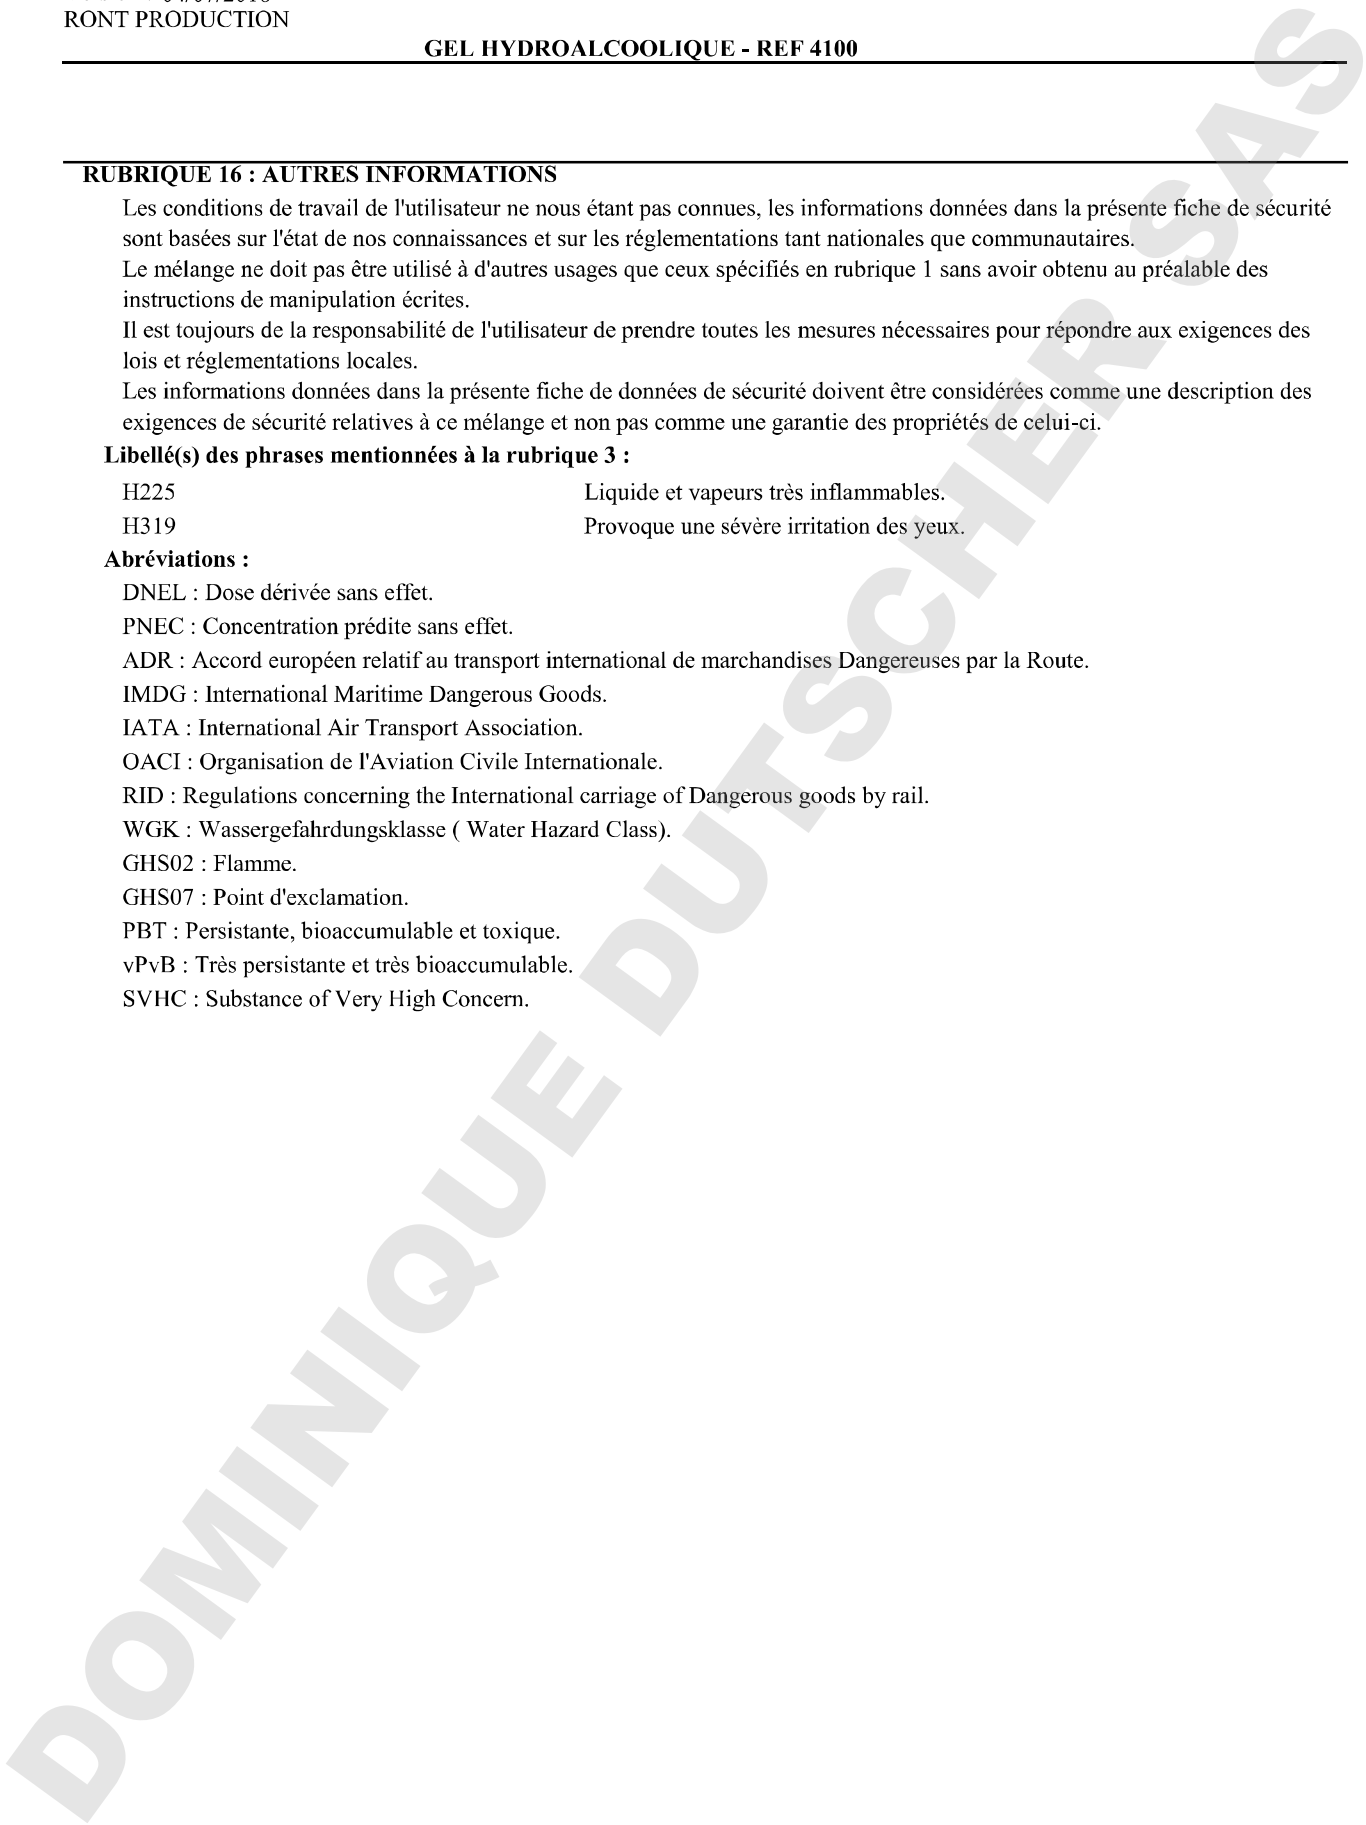 RONT PRODUCTION
GEL HYDROALCOOLIQUE - REF 4100
RUBRIQUE 16 : AUTRES INFORMATIONS
Les conditions de travail de l'utilisateur ne nous étant pas connues, les informations données dans la présente fiche de sécurité
sont basées sur l'état de nos connaissances et sur les réglementations tant nationales que communautaires.
Le mélange ne doit pas être utilisé à d'autres usages que ceux spécifiés en rubrique 1 sans avoir obtenu au préalable des
instructions de manipulation écrites.
Il est toujours de la responsabilité de l'utilisateur de prendre toutes les mesures nécessaires pour répondre aux exigences des
lois et réglementations locales.
Les informations données dans la présente fiche de données de sécurité doivent être considérées comme une description des
exigences de sécurité relatives à ce mélange et non pas comme une garantie des propriétés de celui-ci.
Libellé(s) des phrases mentionnées à la rubrique 3 :
H225 Liquide et vapeurs très inflammables.
H319 Provoque une sévère irritation des yeux.
Abréviations :
DNEL : Dose dérivée sans effet.
PNEC : Concentration prédite sans effet.
ADR : Accord européen relatif au transport international de marchandises Dangereuses par la Route.
IMDG : International Maritime Dangerous Goods.
IATA : International Air Transport Association.
OACI : Organisation de l'Aviation Civile Internationale.
RID : Regulations concerning the International carriage of Dangerous goods by rail.
WGK : Wassergefahrdungsklasse ( Water Hazard Class).
GHS02 : Flamme.
GHS07 : Point d'exclamation.
PBT : Persistante, bioaccumulable et toxique.
vPvB : Très persistante et très bioaccumulable.
SVHC : Substance of Very High Concern.
DOMINIQUE DUTSCHER SAS